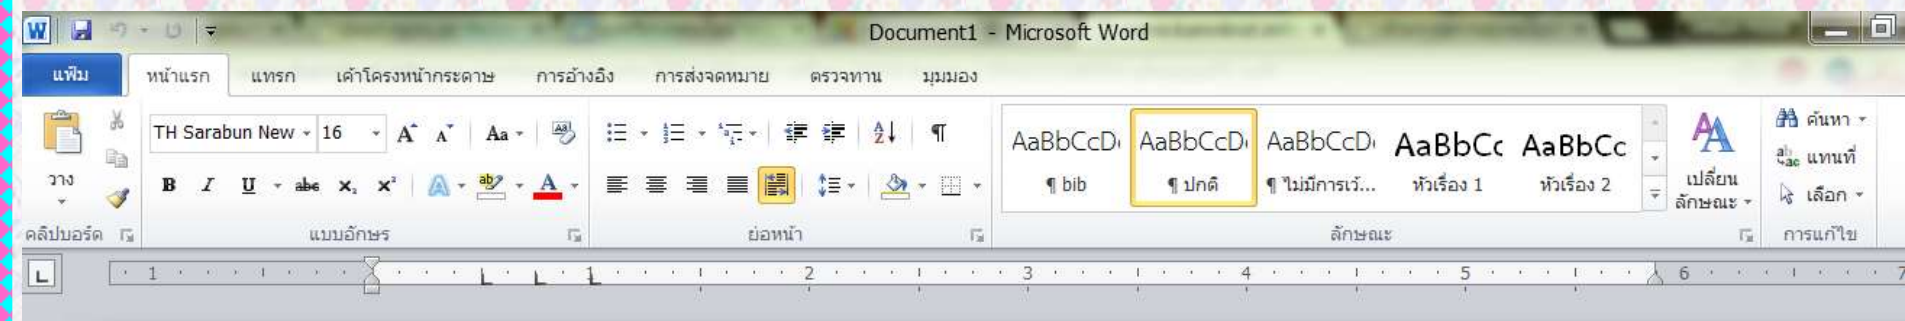 Document1 - Microsoft Word
แฟ้ม หน้าแรก แทรก เค้าโครงหน้ากระดาษ การอ้างอิง การส่งจดหมาย ตรวจทาน มุมมอง
TH Sarabun New 16 A A Aa
วาง
B I U abc X₂ X² A ab A
AaBbCcD AaBbCcD AaBbCcD AaBbCc AaBbCc
¶ bib ¶ ปกติ ¶ ไม่มีการเว้... หัวเรื่อง 1 หัวเรื่อง 2
เปลี่ยน
ลักษณะ
ค้นหา
แทนที่
เลือก
คลิปบอร์ด แบบอักษร ย่อหน้า ลักษณะ การแก้ไข
1 1 2 3 4 5 6 7